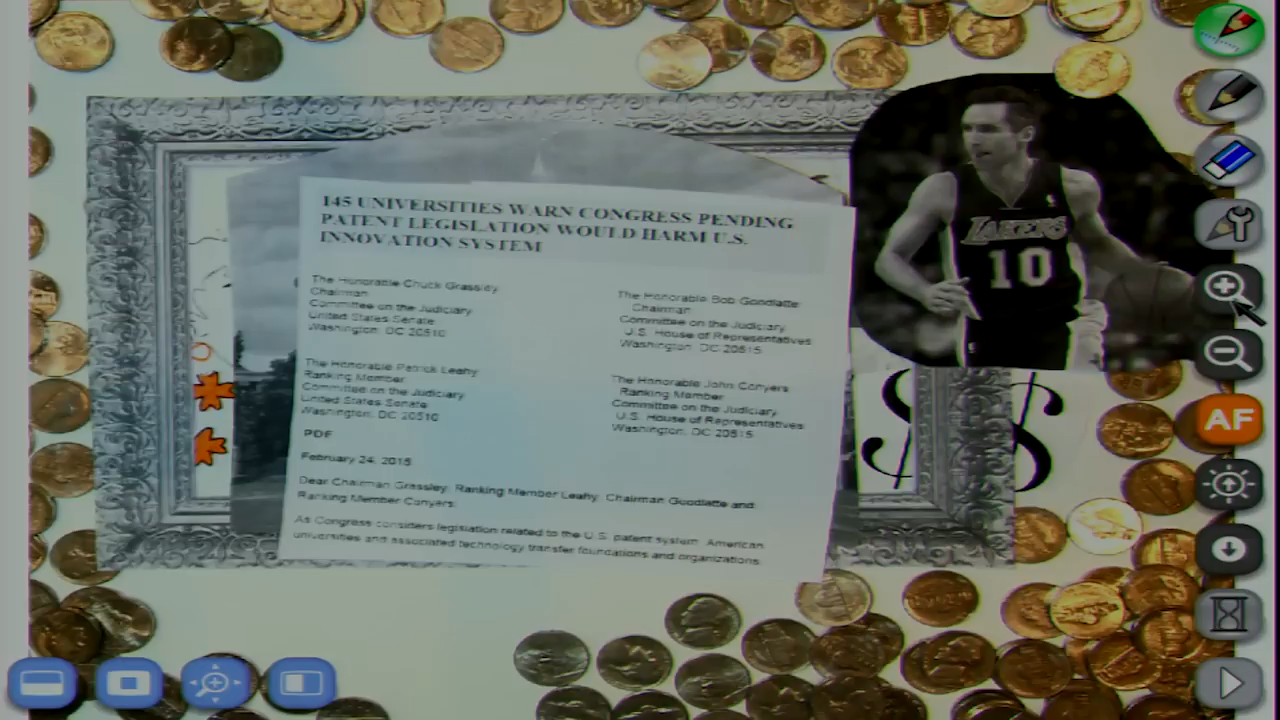 145 UNIVERSITIES WARN CONGRESS PENDING
PATENT LEGISLATION WOULD HARM U.S.
INNOVATION SYSTEM
The Honorable Chuck Grassley
Chairman
Committee on the Judiciary
United States Senate
Washington, DC 20510
The Honorable Bob Goodlatte
Chairman
Committee on the Judiciary
U.S. House of Representatives
Washington, DC 20515
The Honorable Patrick Leahy
Ranking Member
Committee on the Judiciary
United States Senate
Washington, DC 20510
The Honorable John Conyers
Ranking Member
Committee on the Judiciary
U.S. House of Representatives
Washington, DC 20515
PDF
February 24, 2015
Dear Chairman Grassley, Ranking Member Leahy, Chairman Goodlatte and
Ranking Member Conyers:
As Congress considers legislation related to the U.S. patent system, American
universities and associated technology transfer foundations and organizations
LAKERS
10
$ $
AF